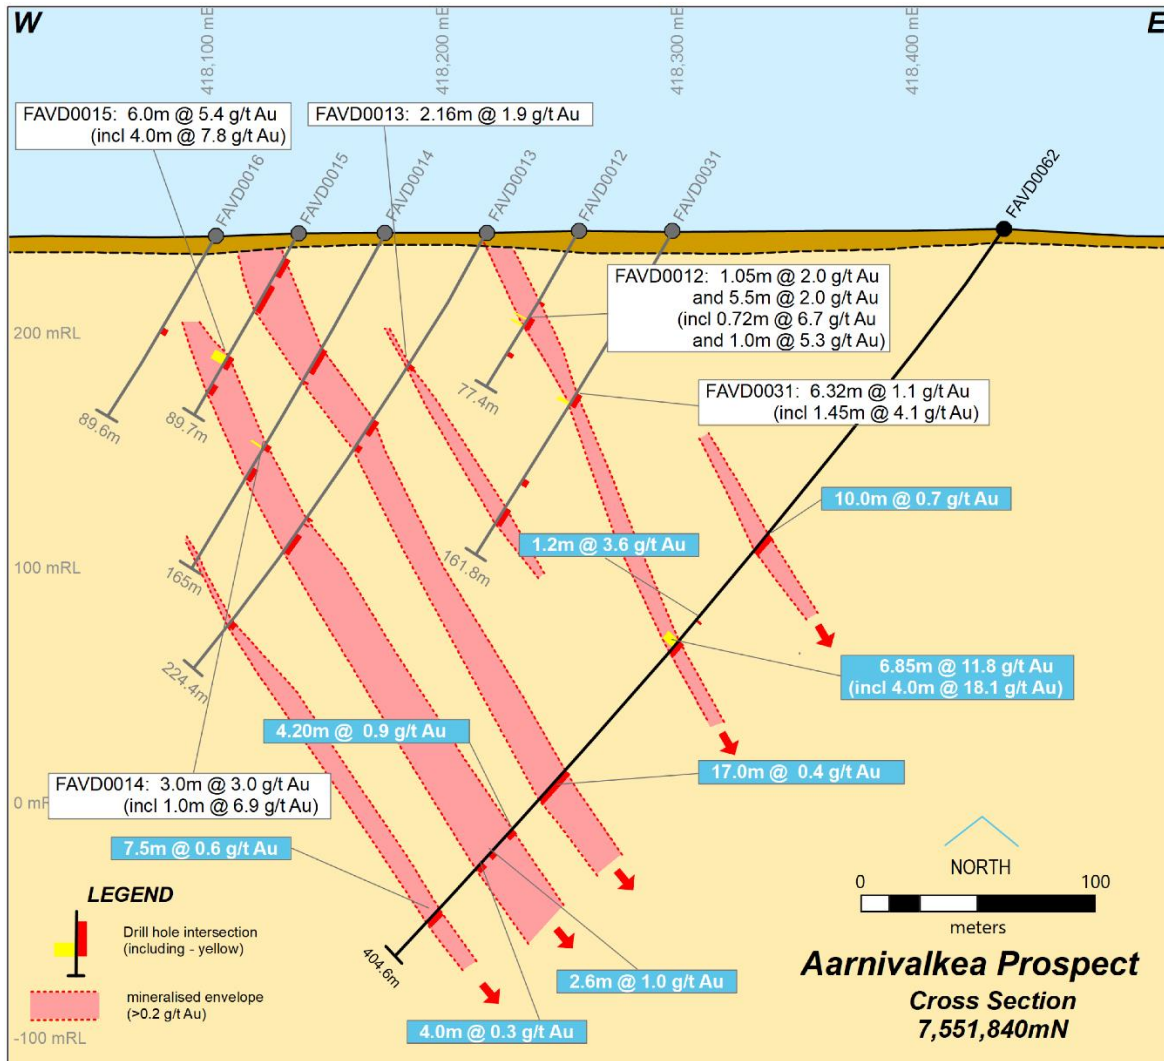 W
E
418,100 mE
418,200 mE
418,300 mE
418,400 mE
FAVD0015: 6.0m @ 5.4 g/t Au
(incl 4.0m @ 7.8 g/t Au)
FAVD0013: 2.16m @ 1.9 g/t Au
FAVD0016
FAVD0015
FAVD0014
FAVD0013
FAVD0012
FAVD0031
FAVD0062
FAVD0012: 1.05m @ 2.0 g/t Au
and 5.5m @ 2.0 g/t Au
(incl 0.72m @ 6.7 g/t Au
and 1.0m @ 5.3 g/t Au)
200 mRL
77.4m
89.6m
89.7m
FAVD0031: 6.32m @ 1.1 g/t Au
(incl 1.45m @ 4.1 g/t Au)
10.0m @ 0.7 g/t Au
1.2m @ 3.6 g/t Au
100 mRL
165m
161.8m
224.4m
6.85m @ 11.8 g/t Au
(incl 4.0m @ 18.1 g/t Au)
4.20m @ 0.9 g/t Au
17.0m @ 0.4 g/t Au
FAVD0014: 3.0m @ 3.0 g/t Au
(incl 1.0m @ 6.9 g/t Au)
0 m
7.5m @ 0.6 g/t Au
NORTH
0
100
meters
LEGEND
Drill hole intersection
(including - yellow)
mineralised envelope
(>0.2 g/t Au)
404.6m
2.6m @ 1.0 g/t Au
4.0m @ 0.3 g/t Au
-100 mRL
Aarnivalkea Prospect
Cross Section
7,551,840mN